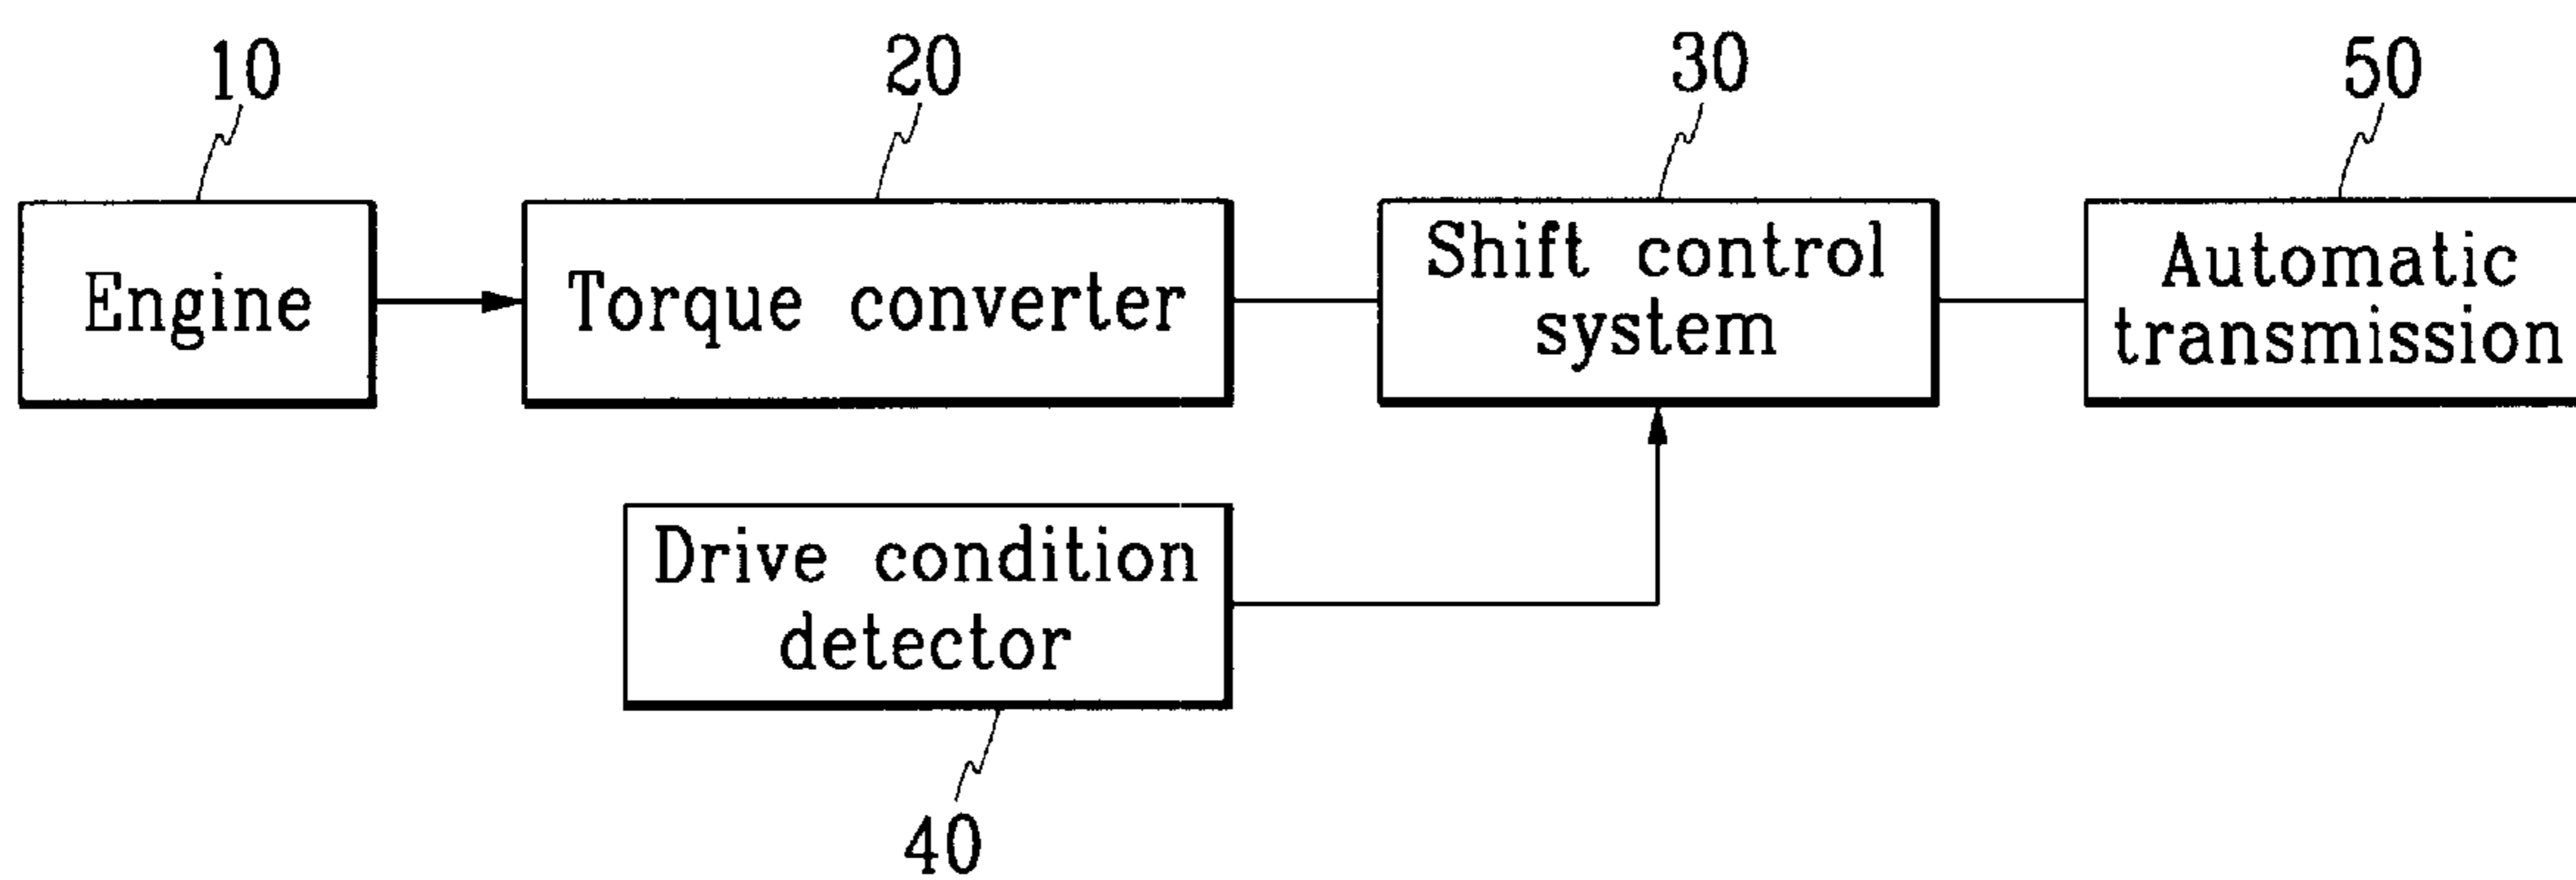 10
20
30
50
Engine
Torque converter
Shift control
system
Automatic
transmission
Drive condition
detector
40